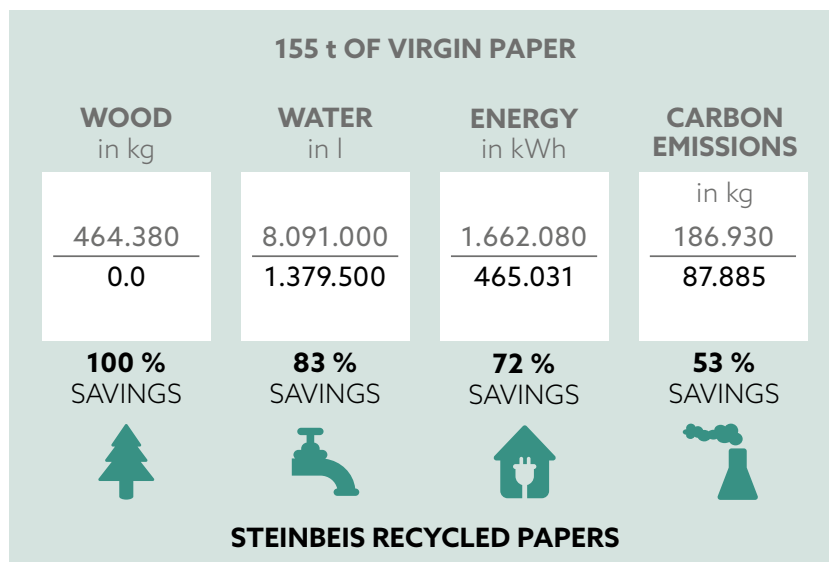 155 t OF VIRGIN PAPER
WOOD
in kg
464.380
0.0
100 %
SAVINGS
WATER
in l
8.091.000
1.379.500
83 %
SAVINGS
ENERGY
in kWh
1.662.080
465.031
72 %
SAVINGS
CARBON
EMISSIONS
in kg
186.930
87.885
53 %
SAVINGS
STEINBEIS RECYCLED PAPERS